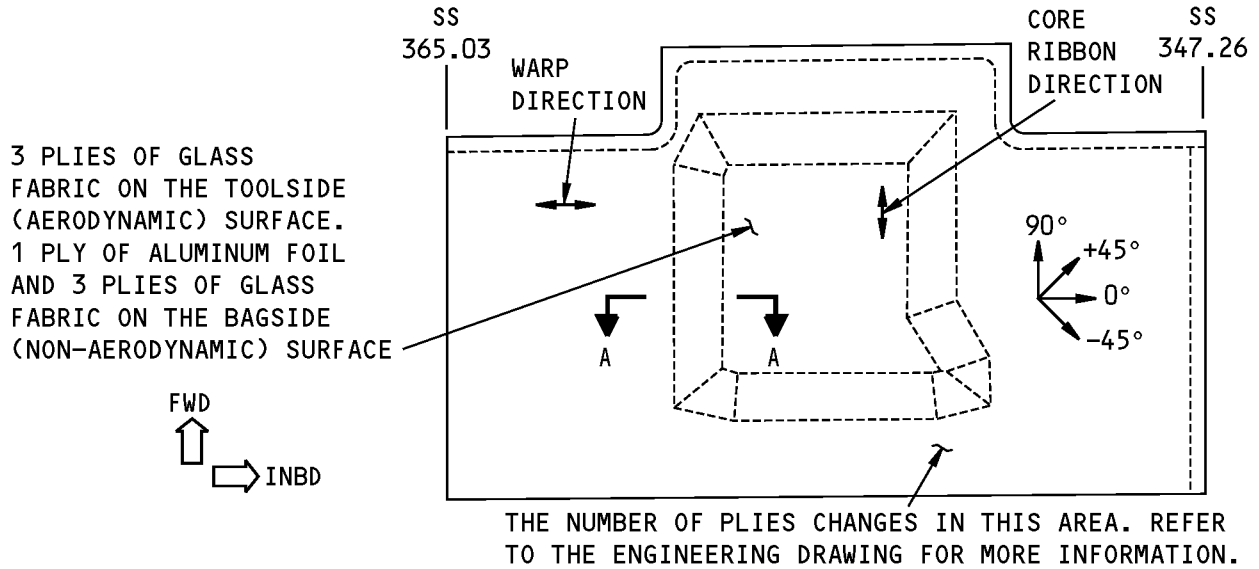 SS
365.03
WARP
DIRECTION
CORE
RIBBON
DIRECTION
SS
347.26
3 PLIES OF GLASS
FABRIC ON THE TOOLSIDE
(AERODYNAMIC) SURFACE.
1 PLY OF ALUMINUM FOIL
AND 3 PLIES OF GLASS
FABRIC ON THE BAGSIDE
(NON-AERODYNAMIC) SURFACE
90°
+45°
0°
-45°
A
A
FWD
INBD
THE NUMBER OF PLIES CHANGES IN THIS AREA. REFER
TO THE ENGINEERING DRAWING FOR MORE INFORMATION.